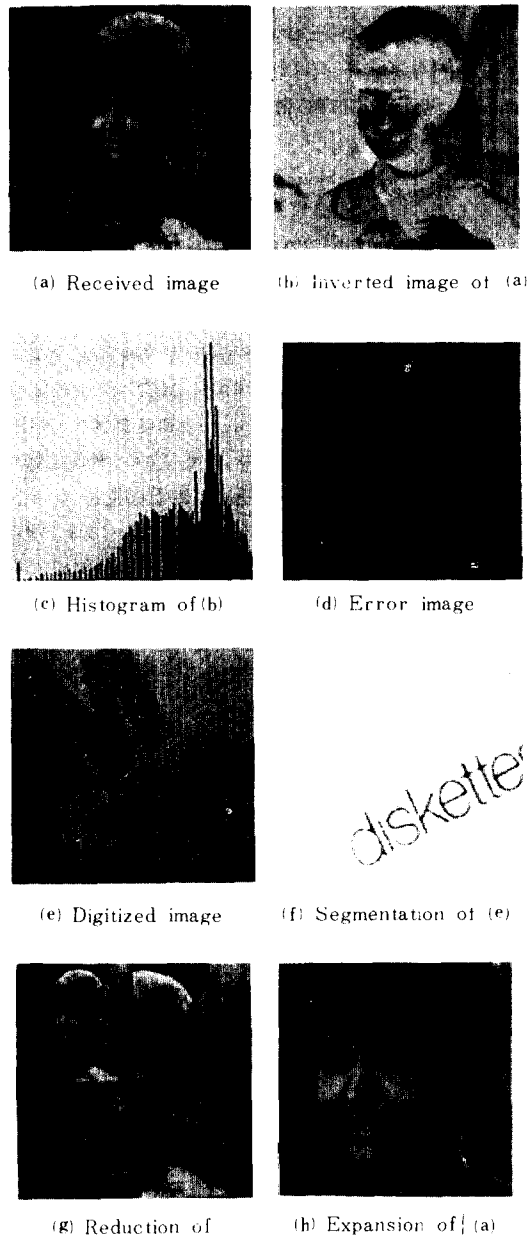 (a) Received image
(b) Inverted image of (a)
(c) Histogram of (b)
(d) Error image
(e) Digitized image
(f) Segmentation of (e)
diskettes
(g) Reduction of
(h) Expansion of (a)